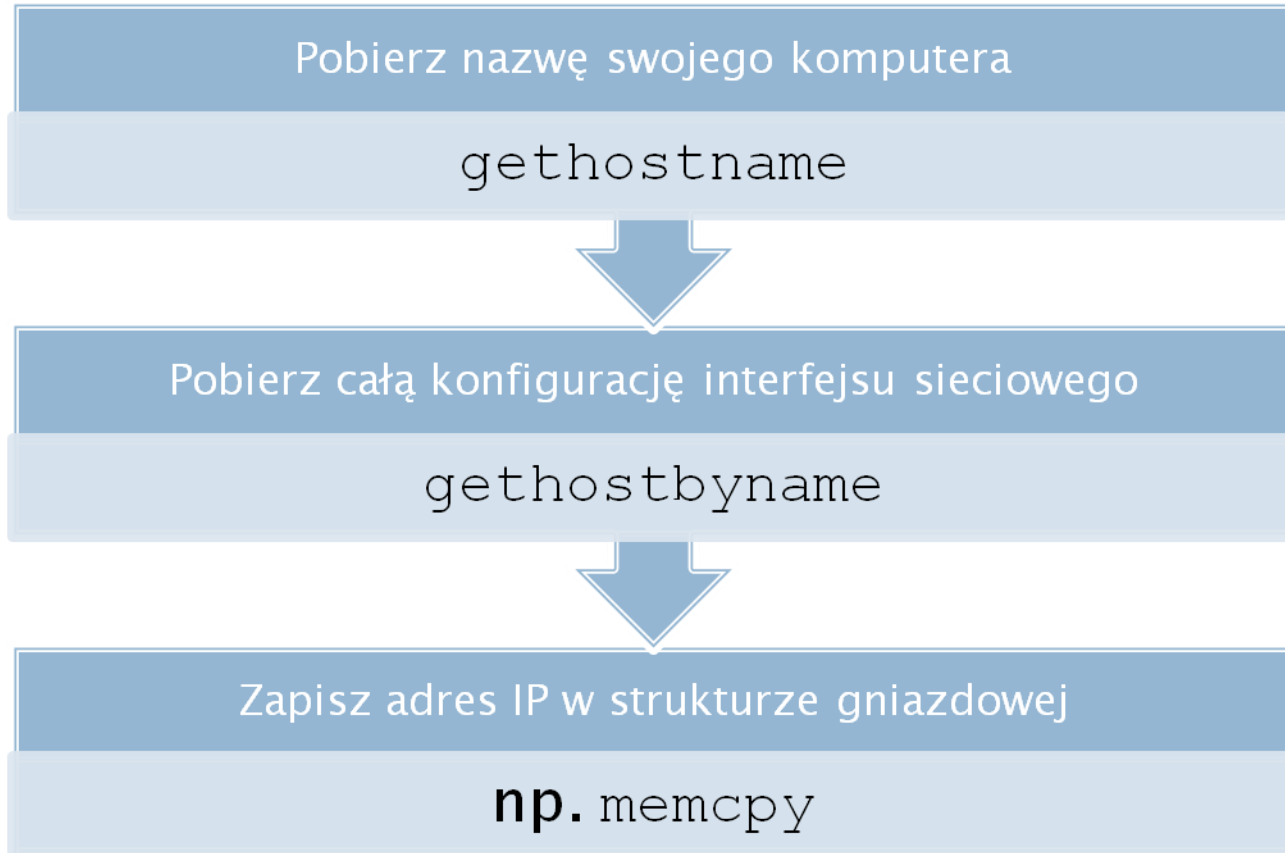 Pobierz nazwę swojego komputera
gethostname
Pobierz całą konfigurację interfejsu sieciowego
gethostbyname
Zapisz adres IP w strukturze gniazdowej
np. memcpy